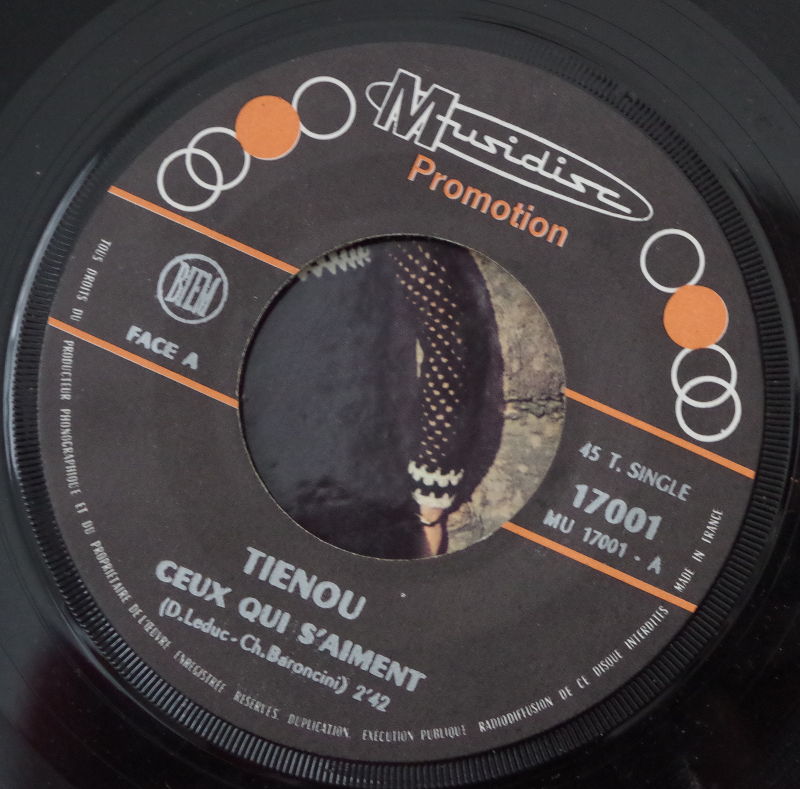 Musidisc
Promotion
BIEM
FACE A
45 T. SINGLE
17001
MU 17001 - A
TIENOU
CEUX QUI S'AIMENT
(D. Leduc - Ch. Baroncini) 2'42
TOUS DROITS DU PRODUCTEUR PHONOGRAPHIQUE ET DU PROPRIETAIRE DE L'ŒUVRE ENREGISTRÉE RESERVES. DUPLICATION. EXÉCUTION PUBLIQUE RADIODIFFUSION DE CE DISQUE INTERDITES MADE IN FRANCE